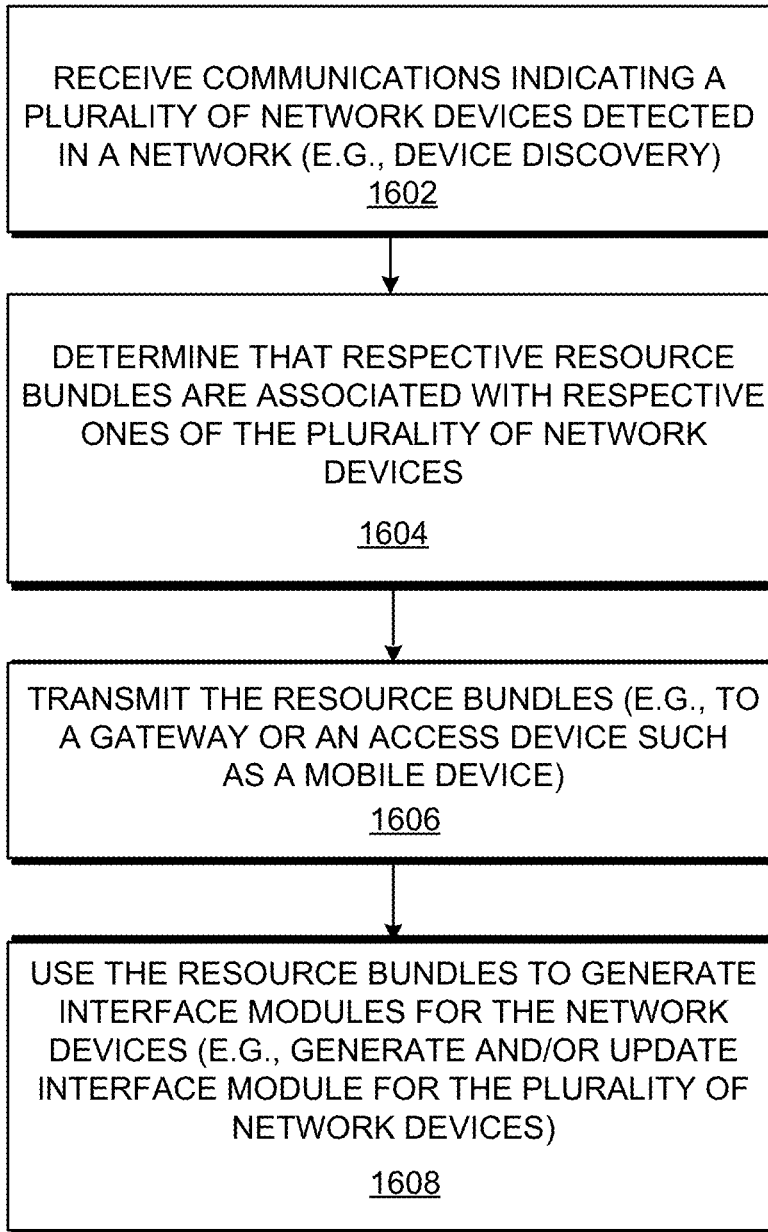 RECEIVE COMMUNICATIONS INDICATING A
PLURALITY OF NETWORK DEVICES DETECTED
IN A NETWORK (E.G., DEVICE DISCOVERY)
1602
DETERMINE THAT RESPECTIVE RESOURCE
BUNDLES ARE ASSOCIATED WITH RESPECTIVE
ONES OF THE PLURALITY OF NETWORK
DEVICES
1604
TRANSMIT THE RESOURCE BUNDLES (E.G., TO
A GATEWAY OR AN ACCESS DEVICE SUCH
AS A MOBILE DEVICE)
1606
USE THE RESOURCE BUNDLES TO GENERATE
INTERFACE MODULES FOR THE NETWORK
DEVICES (E.G., GENERATE AND/OR UPDATE
INTERFACE MODULE FOR THE PLURALITY OF
NETWORK DEVICES)
1608